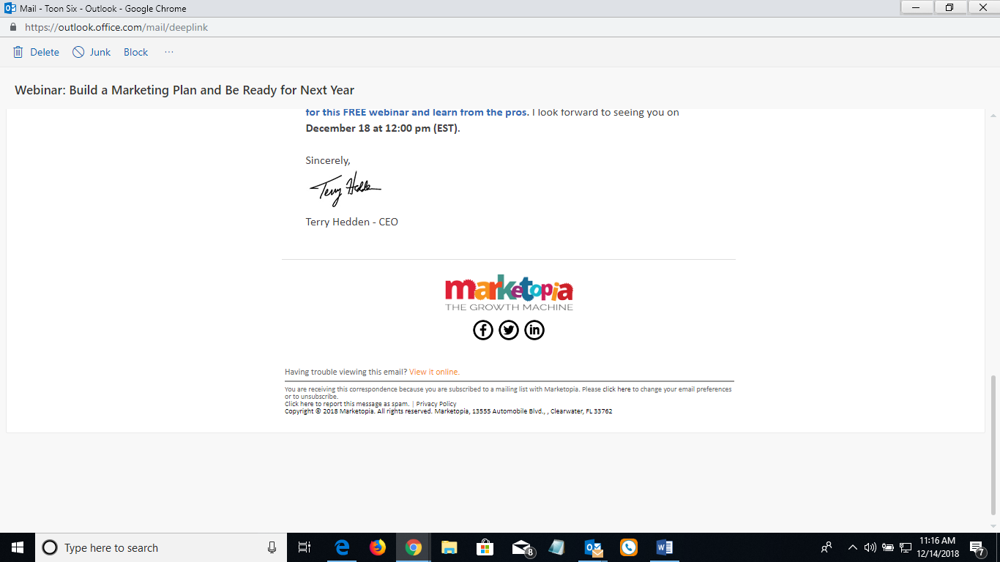 Mail - Toon Six - Outlook - Google Chrome
https://outlook.office.com/mail/deeplink
Delete Junk Block ...
Webinar: Build a Marketing Plan and Be Ready for Next Year
for this FREE webinar and learn from the pros. I look forward to seeing you on
December 18 at 12:00 pm (EST).
Sincerely,
Terry Hedden
Terry Hedden - CEO
marketopia
THE GROWTH MACHINE
f in
Having trouble viewing this email? View it online.
You are receiving this correspondence because you are subscribed to a mailing list with Marketopia. Please click here to change your email preferences
or to unsubscribe.
Click here to report this message as spam. | Privacy Policy
Copyright © 2018 Marketopia. All rights reserved. Marketopia, 13555 Automobile Blvd., , Clearwater, FL 33762
Type here to search
8
11:16 AM
12/14/2018
7